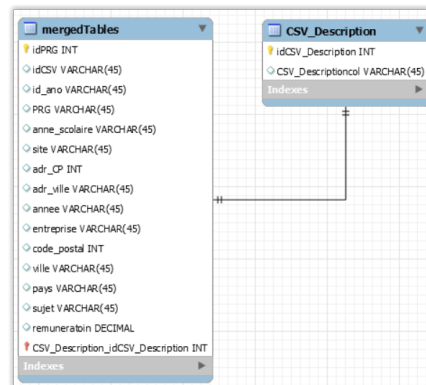 mergedTables
idPRG INT
idCSV VARCHAR(45)
id_ano VARCHAR(45)
PRG VARCHAR(45)
anne_scolaire VARCHAR(45)
site VARCHAR(45)
adr_CP INT
adr_ville VARCHAR(45)
annee VARCHAR(45)
entreprise VARCHAR(45)
code_postal INT
ville VARCHAR(45)
pays VARCHAR(45)
sujet VARCHAR(45)
remuneratoin DECIMAL
CSV_Description_idCSV_Description INT
Indexes
CSV_Description
idCSV_Description INT
CSV_Descriptioncol VARCHAR(45)
Indexes